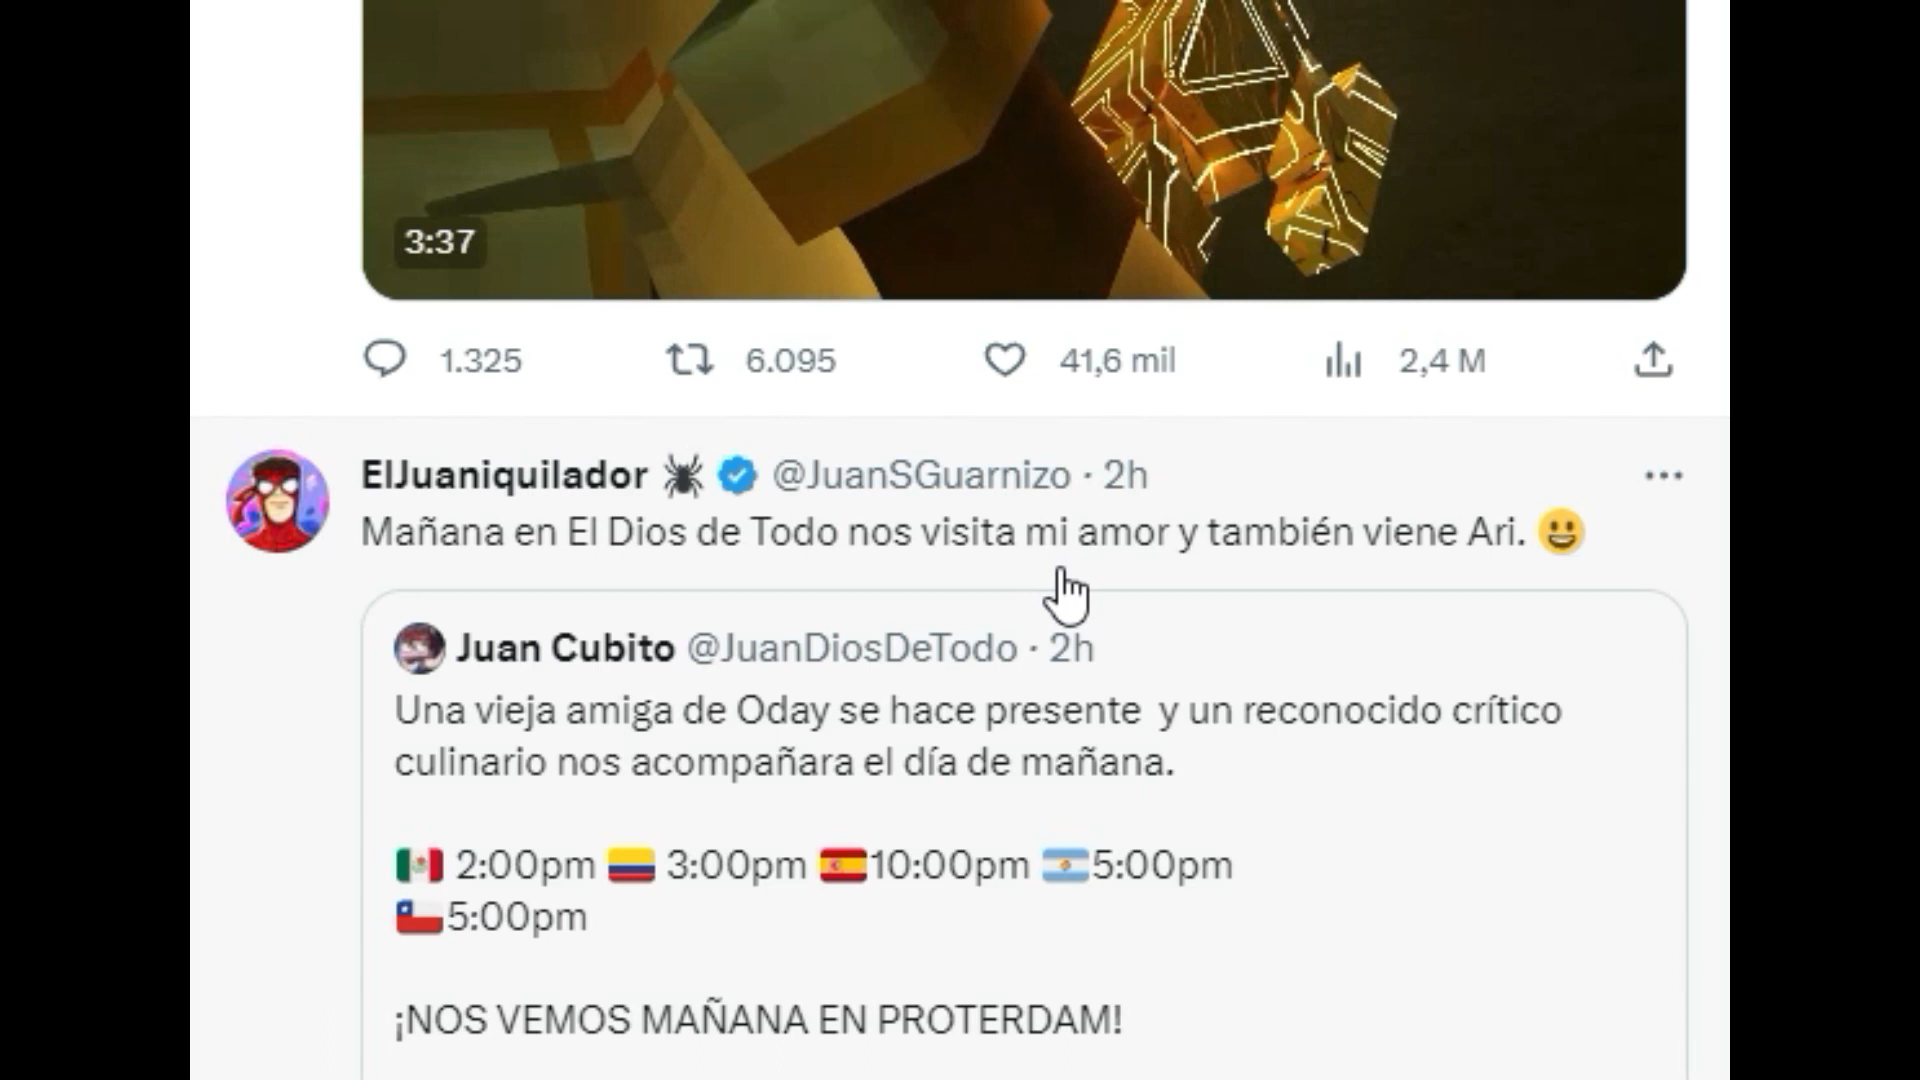 3:37
1.325 6.095 41,6 mil 2,4 M
ElJuaniquilador 🕷 @JuanSGuarnizo · 2h
Mañana en El Dios de Todo nos visita mi amor y también viene Ari. 😃
Juan Cubito @JuanDiosDeTodo · 2h
Una vieja amiga de Oday se hace presente y un reconocido crítico
culinario nos acompañara el día de mañana.
🇲🇽 2:00pm 🇨🇴 3:00pm 🇪🇸10:00pm 🇦🇷5:00pm
🇨🇱5:00pm
¡NOS VEMOS MAÑANA EN PROTERDAM!